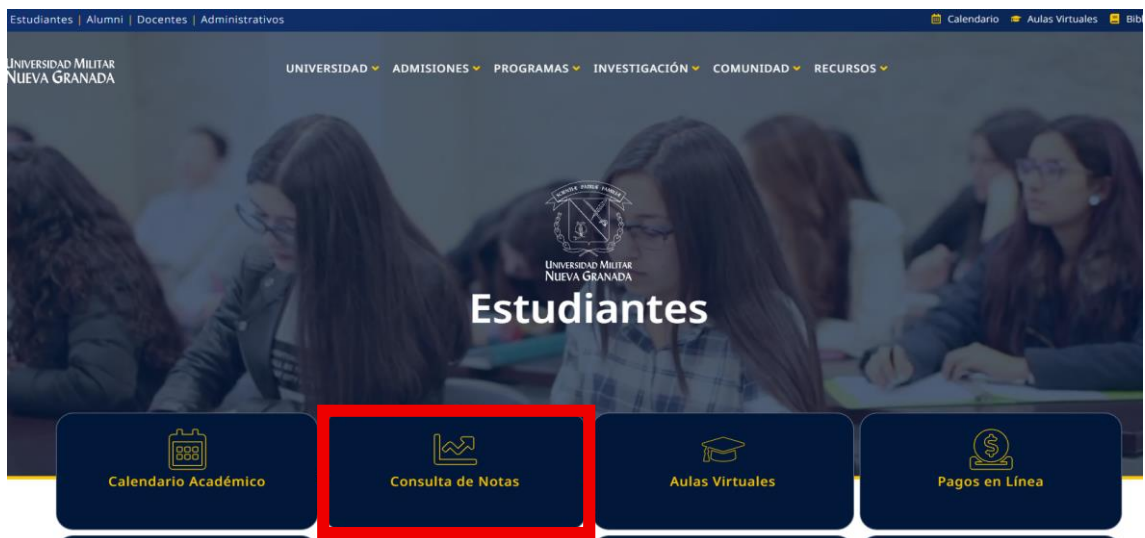 Estudiantes | Alumni | Docentes | Administrativos
Calendario Aulas Virtuales
UNIVERSIDAD MILITAR
NUEVA GRANADA
UNIVERSIDAD ADMISIONES PROGRAMAS INVESTIGACIÓN COMUNIDAD RECURSOS
UNIVERSIDAD MILITAR
NUEVA GRANADA
Estudiantes
Calendario Académico
Consulta de Notas
Aulas Virtuales
Pagos en Línea